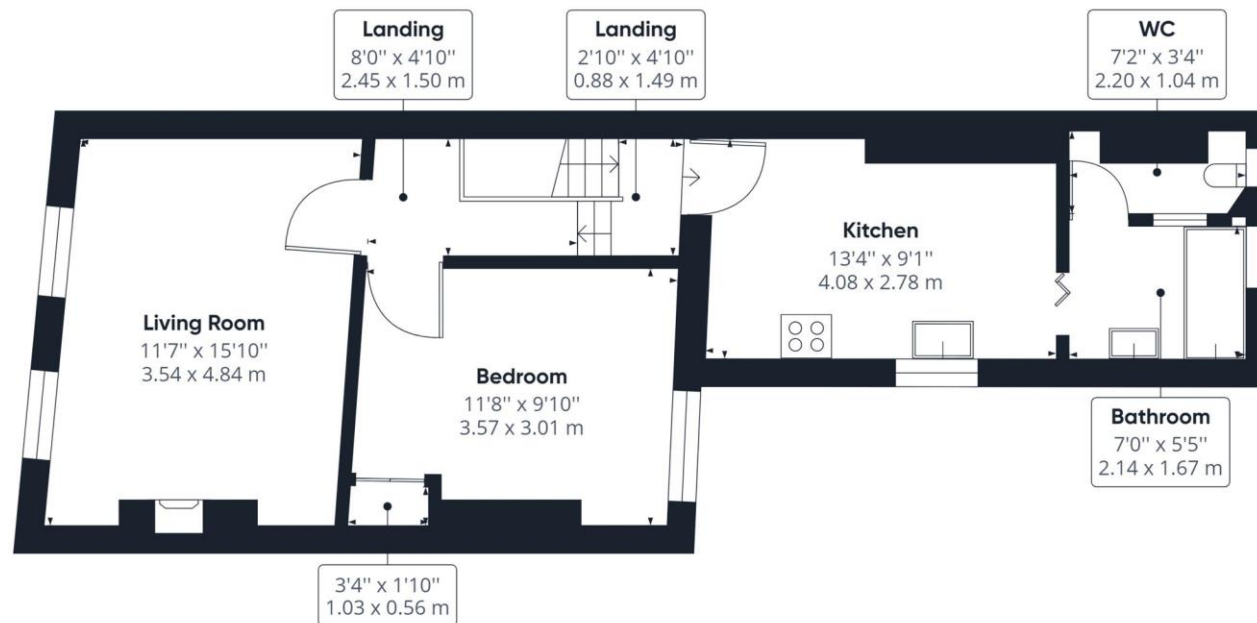 Landing
8'0" x 4'10"
2.45 x 1.50 m
Landing
2'10" x 4'10"
0.88 x 1.49 m
WC
7'2" x 3'4"
2.20 x 1.04 m
Kitchen
13'4" x 9'1"
4.08 x 2.78 m
Living Room
11'7" x 15'10"
3.54 x 4.84 m
Bedroom
11'8" x 9'10"
3.57 x 3.01 m
Bathroom
7'0" x 5'5"
2.14 x 1.67 m
3'4" x 1'10"
1.03 x 0.56 m